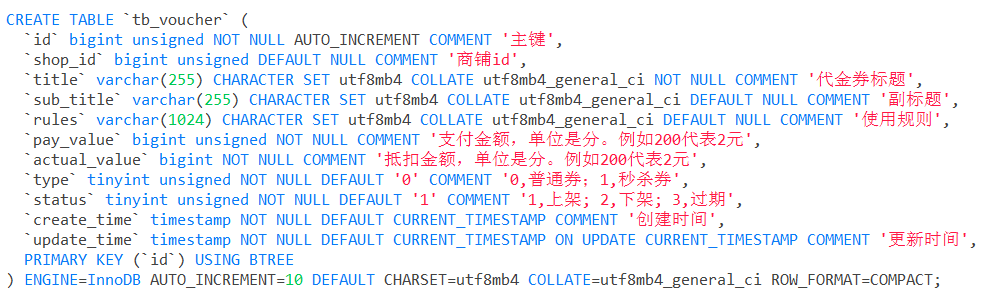 CREATE TABLE `tb_voucher` (
`id` bigint unsigned NOT NULL AUTO_INCREMENT COMMENT '主键',
`shop_id` bigint unsigned DEFAULT NULL COMMENT '商铺id',
`title` varchar(255) CHARACTER SET utf8mb4 COLLATE utf8mb4_general_ci NOT NULL COMMENT '代金券标题',
`sub_title` varchar(255) CHARACTER SET utf8mb4 COLLATE utf8mb4_general_ci DEFAULT NULL COMMENT '副标题',
`rules` varchar(1024) CHARACTER SET utf8mb4 COLLATE utf8mb4_general_ci DEFAULT NULL COMMENT '使用规则',
`pay_value` bigint unsigned NOT NULL COMMENT '支付金额，单位是分。例如200代表2元',
`actual_value` bigint NOT NULL COMMENT '抵扣金额，单位是分。例如200代表2元',
`type` tinyint unsigned NOT NULL DEFAULT '0' COMMENT '0,普通券；1,秒杀券',
`status` tinyint unsigned NOT NULL DEFAULT '1' COMMENT '1,上架; 2,下架; 3,过期',
`create_time` timestamp NOT NULL DEFAULT CURRENT_TIMESTAMP COMMENT '创建时间',
`update_time` timestamp NOT NULL DEFAULT CURRENT_TIMESTAMP ON UPDATE CURRENT_TIMESTAMP COMMENT '更新时间',
PRIMARY KEY (`id`) USING BTREE
) ENGINE=InnoDB AUTO_INCREMENT=10 DEFAULT CHARSET=utf8mb4 COLLATE=utf8mb4_general_ci ROW_FORMAT=COMPACT;